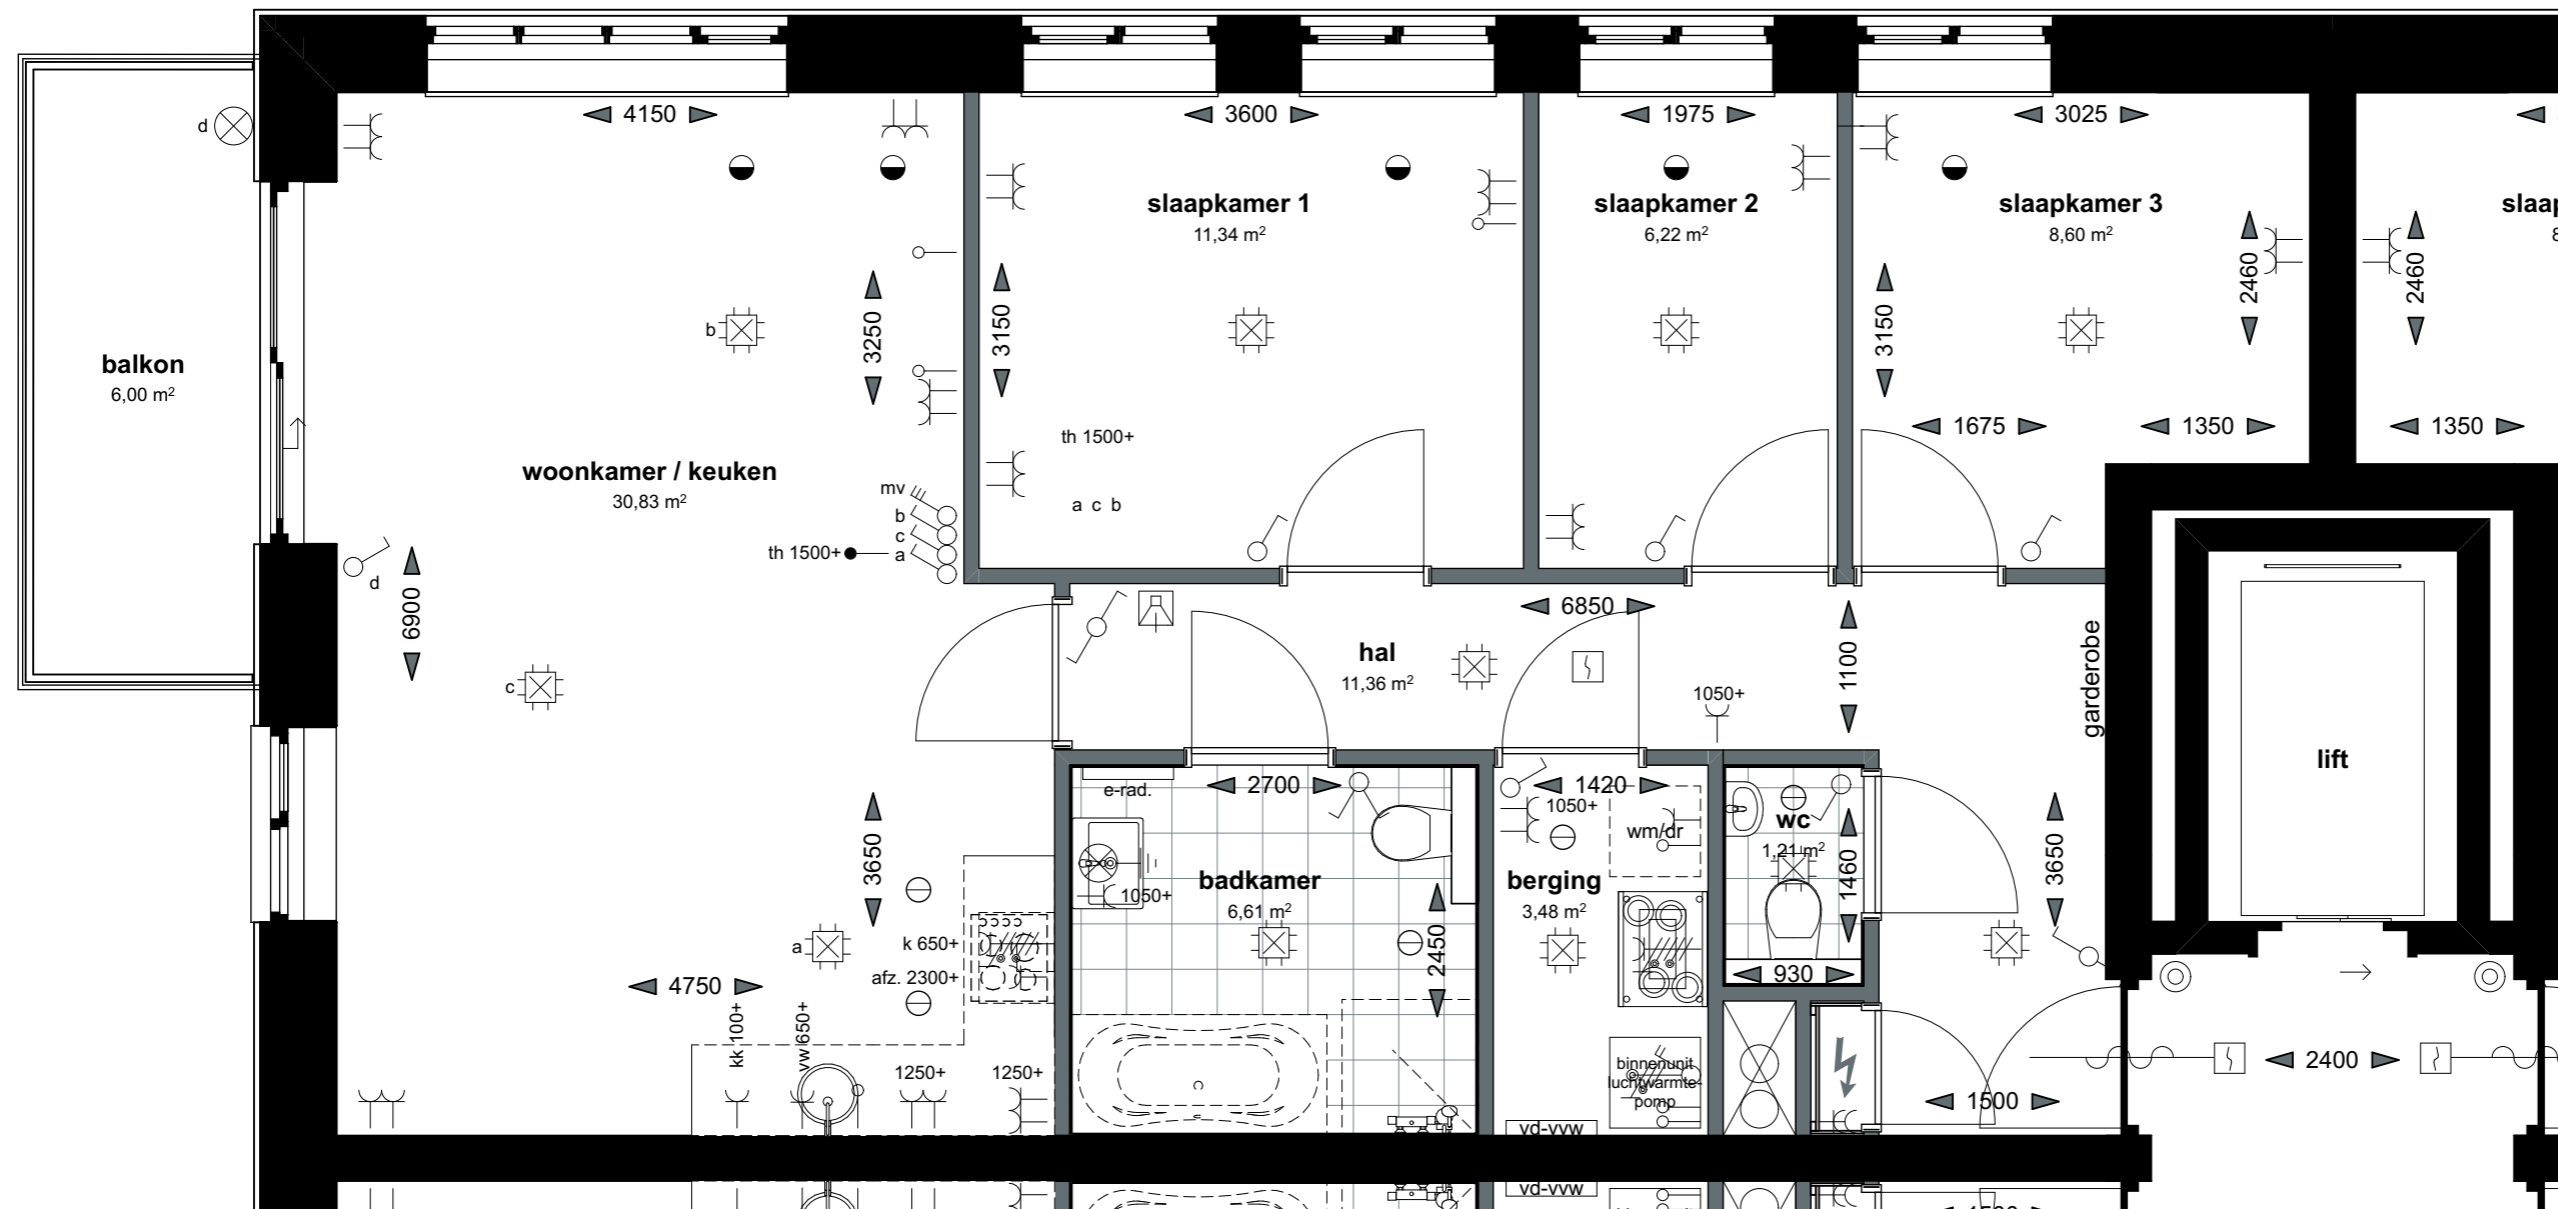 4150
3600
1975
3025
d
slaapkamer 1
11,34 m²
slaapkamer 2
6,22 m²
slaapkamer 3
8,60 m²
2460
2460
balkon
6,00 m²
b
3250
3150
3150
1675
1350
1350
th 1500+
a c b
woonkamer / keuken
30,83 m²
mv
b
c
a
th 1500+
d
6900
6850
hal
11,36 m²
1100
garderobe
c
1050+
lift
e-rad.
2700
1420
1050+
wm/dr
wc
1,21 m²
1460
3650
3650
badkamer
6,61 m²
1050+
berging
3,48 m²
2450
a
k 650+
afz. 2300+
930
4750
kk 100+
vw 650+
1250+
1250+
binnenunit
luchtwarmte-
pomp
2400
1500
vd-vvw
vd-vvw